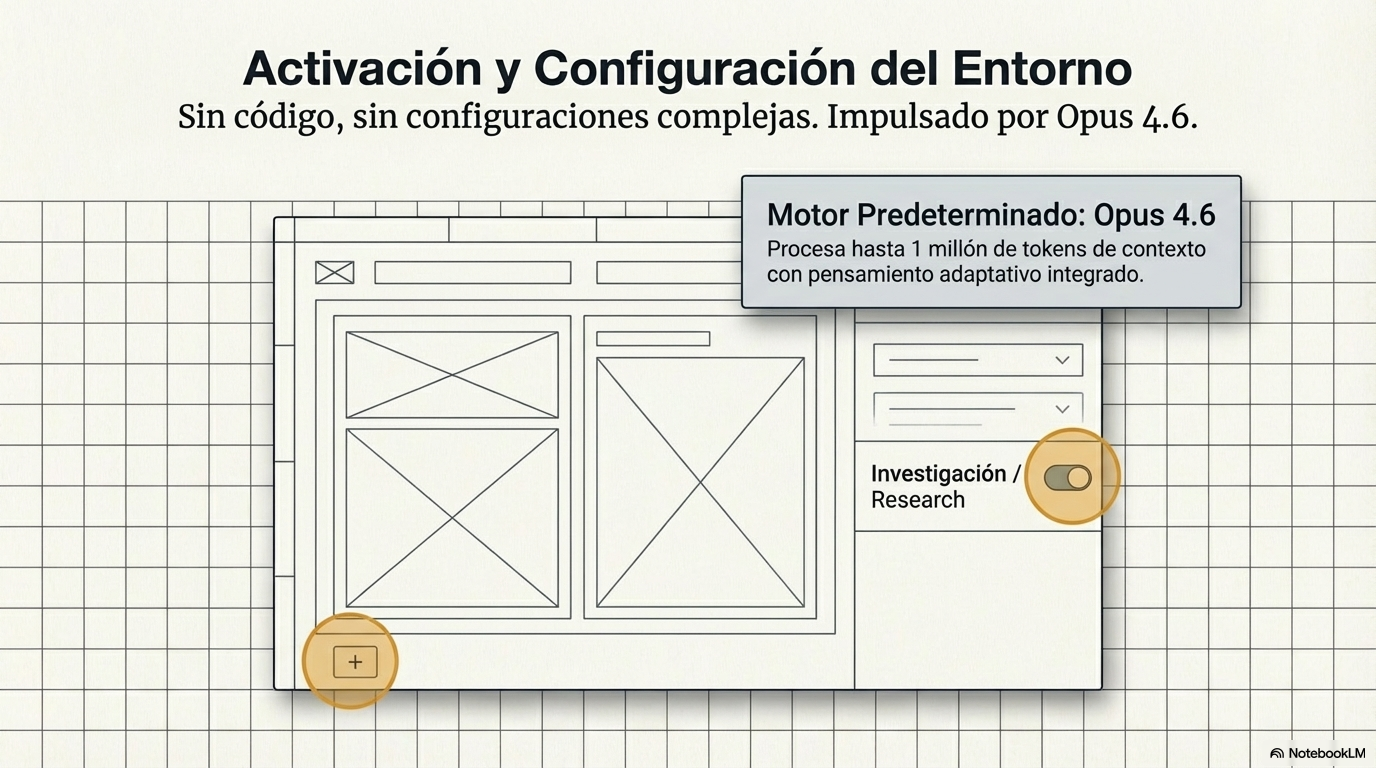 Activación y Configuración del Entorno
Sin código, sin configuraciones complejas. Impulsado por Opus 4.6.
Motor Predeterminado: Opus 4.6
Procesa hasta 1 millón de tokens de contexto
con pensamiento adaptativo integrado.
Investigación /
Research
NotebookLM